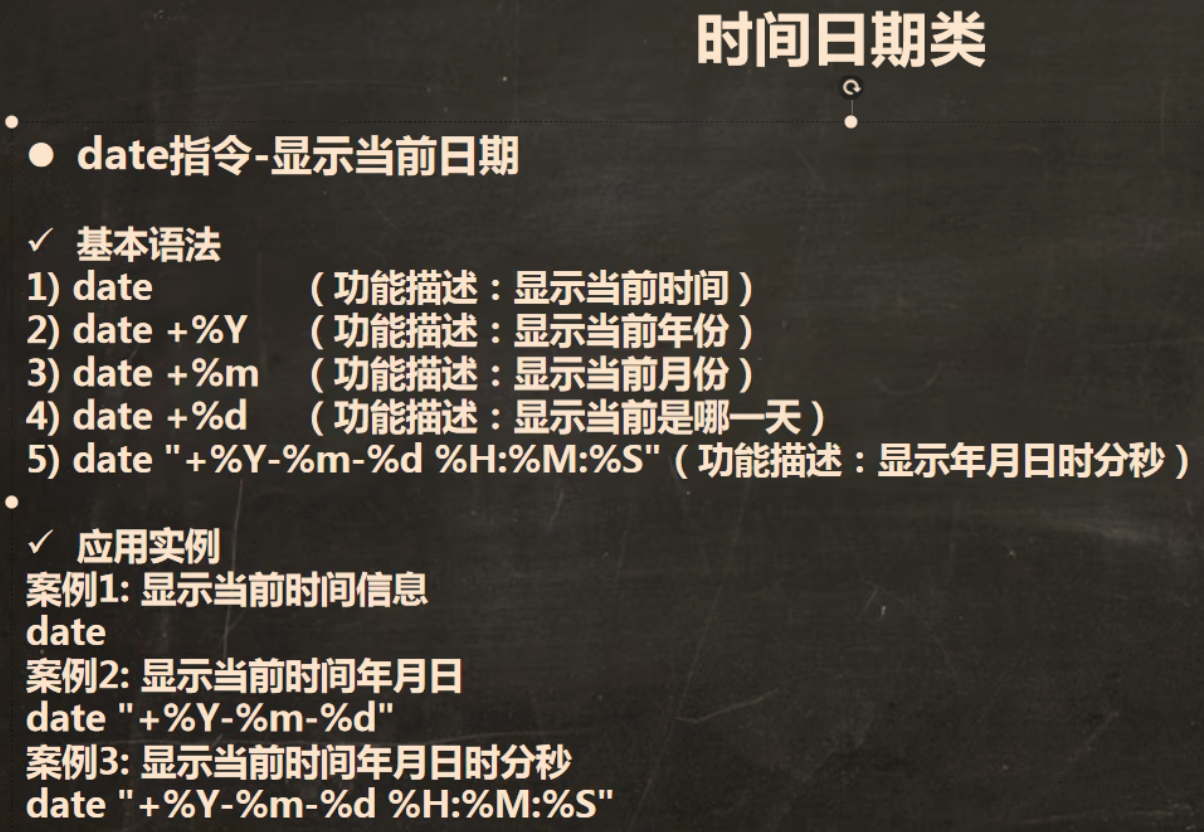 时间日期类
● date指令-显示当前日期
✓ 基本语法
1) date （功能描述：显示当前时间）
2) date +%Y （功能描述：显示当前年份）
3) date +%m （功能描述：显示当前月份）
4) date +%d （功能描述：显示当前是哪一天）
5) date "+%Y-%m-%d %H:%M:%S"（功能描述：显示年月日时分秒）
✓ 应用实例
案例1: 显示当前时间信息
date
案例2: 显示当前时间年月日
date "+%Y-%m-%d"
案例3: 显示当前时间年月日时分秒
date "+%Y-%m-%d %H:%M:%S"